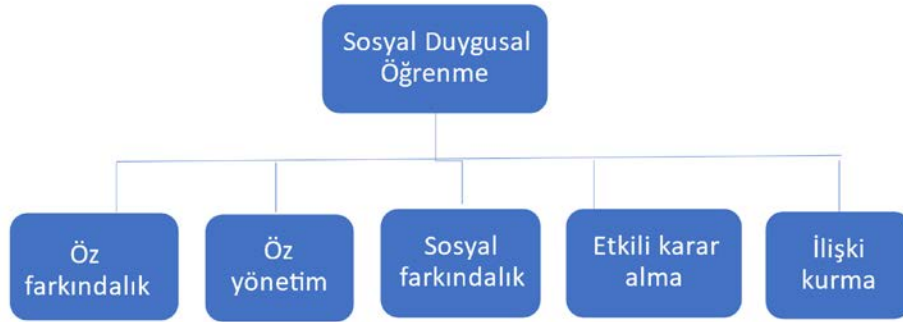 Sosyal Duygusal
Öğrenme
Öz
farkındalık
Öz
yönetim
Sosyal
farkındalık
Etkili karar
alma
İlişki
kurma